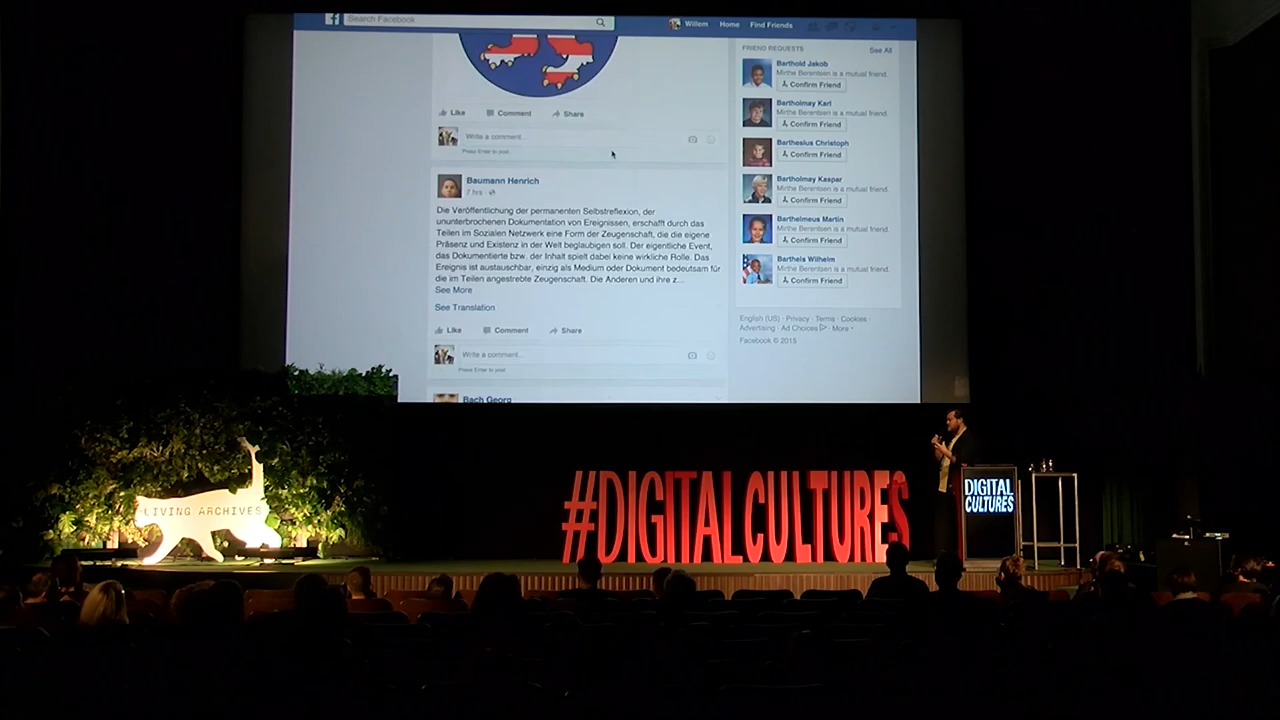 Search Facebook
Willem Home Find Friends
Like Comment Share
Write a comment...
Press Enter to post.
Baumann Henrich
7 hrs ·
Die Veröffentlichung der permanenten Selbstreflexion, der
ununterbrochenen Dokumentation von Ereignissen, erschafft durch das
Teilen im Sozialen Netzwerk eine Form der Zeugenschaft, die die eigene
Präsenz und Existenz in der Welt beglaubigen soll. Der eigentliche Event,
das Dokumentierte bzw. der Inhalt spielt dabei keine wirkliche Rolle. Das
Ereignis ist austauschbar, einzig als Medium oder Dokument bedeutsam für
die im Teilen angestrebte Zeugenschaft. Die Anderen und ihre z...
See More
See Translation
Like Comment Share
Write a comment...
Press Enter to post.
Bach Georg
FRIEND REQUESTS See All
Barthold Jakob
Mirthe Berentsen is a mutual friend.
Confirm Friend
Bartholmay Karl
Mirthe Berentsen is a mutual friend.
Confirm Friend
Barthesius Christoph
Confirm Friend
Bartholmay Kaspar
Mirthe Berentsen is a mutual friend.
Confirm Friend
Barthelmeus Martin
Mirthe Berentsen is a mutual friend.
Confirm Friend
Barthels Wilhelm
Mirthe Berentsen is a mutual friend.
Confirm Friend
English (US) · Privacy · Terms · Cookies ·
Advertising · Ad Choices · More
Facebook © 2015
LIVING ARCHIVES
#DIGITALCULTURES
DIGITAL
CULTURES